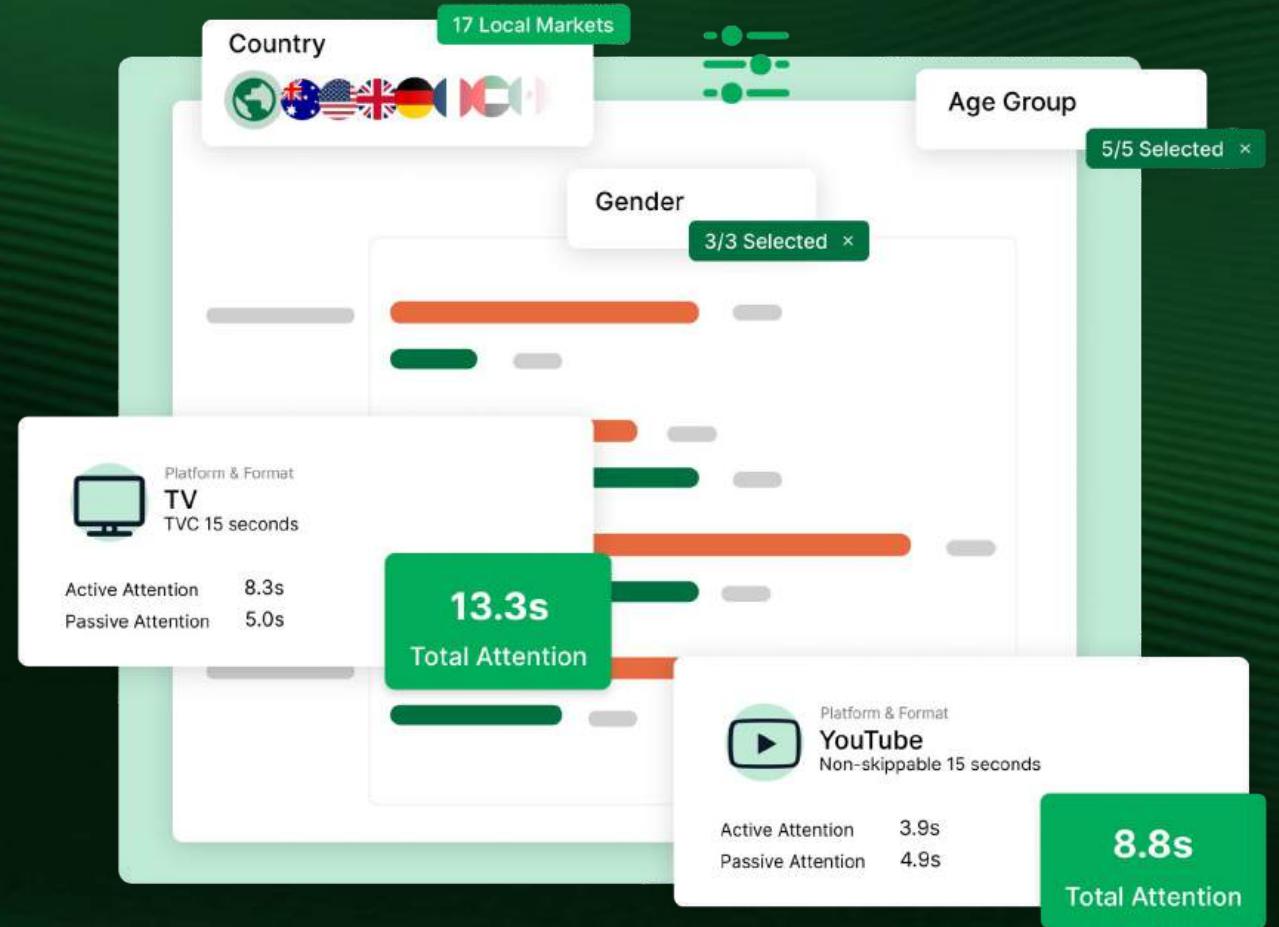 17 Local Markets
Country
Age Group
5/5 Selected ×
Gender
3/3 Selected ×
Platform & Format
TV
TVC 15 seconds
Active Attention 8.3s
Passive Attention 5.0s
13.3s
Total Attention
Platform & Format
YouTube
Non-skippable 15 seconds
Active Attention 3.9s
Passive Attention 4.9s
8.8s
Total Attention